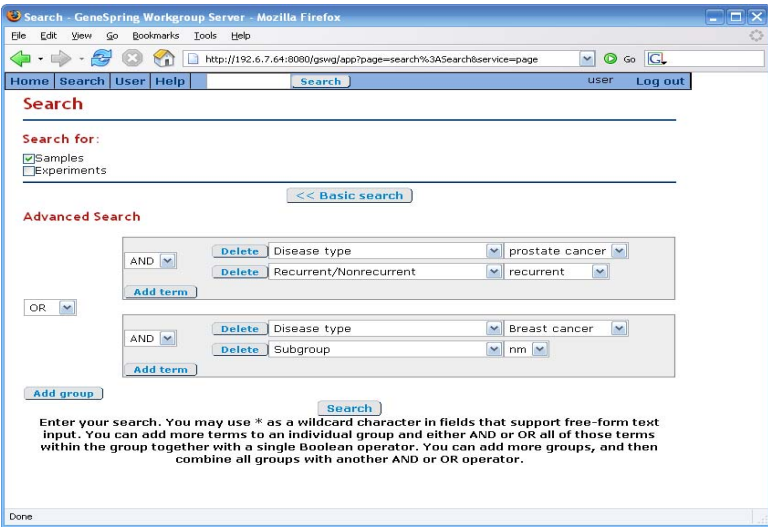 Search - GeneSpring Workgroup Server - Mozilla Firefox
File Edit View Go Bookmarks Tools Help
http://192.6.7.64:8080/gswg/app?page=search%3ASearch&service=page Go G
Home Search User Help Search user Log out
Search
Search for:
Samples
Experiments
<< Basic search
Advanced Search
AND
Delete Disease type prostate cancer
Delete Recurrent/Nonrecurrent recurrent
Add term
OR
AND
Delete Disease type Breast cancer
Delete Subgroup nm
Add term
Add group
Search
Enter your search. You may use * as a wildcard character in fields that support free-form text
input. You can add more terms to an individual group and either AND or OR all of those terms
within the group together with a single Boolean operator. You can add more groups, and then
combine all groups with another AND or OR operator.
Done